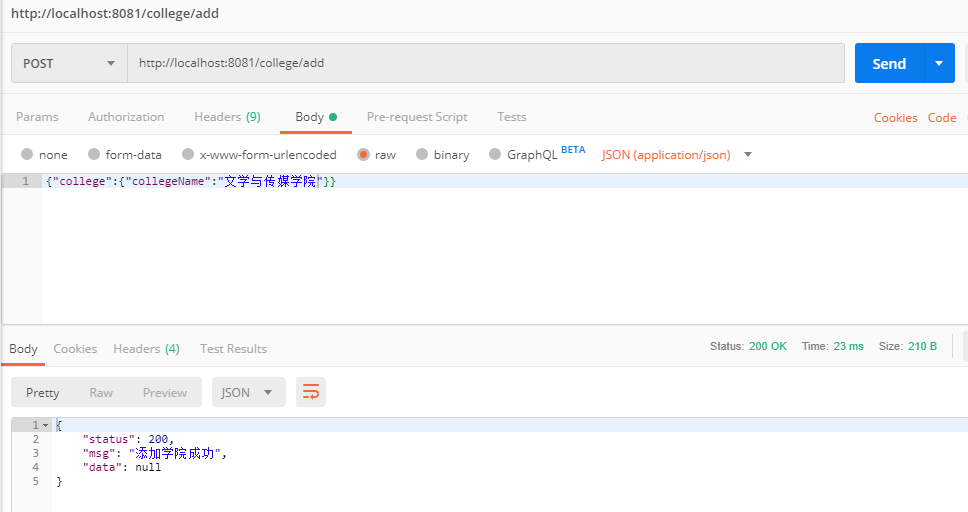 http://localhost:8081/college/add
POST http://localhost:8081/college/add Send
Params Authorization Headers (9) Body Pre-request Script Tests Cookies Code
none form-data x-www-form-urlencoded raw binary GraphQL BETA JSON (application/json)
1 {"college":{"collegeName":"文学与传媒学院"}}
Body Cookies Headers (4) Test Results Status: 200 OK Time: 23 ms Size: 210 B
Pretty Raw Preview JSON
1 {
2 "status": 200,
3 "msg": "添加学院成功",
4 "data": null
5 }